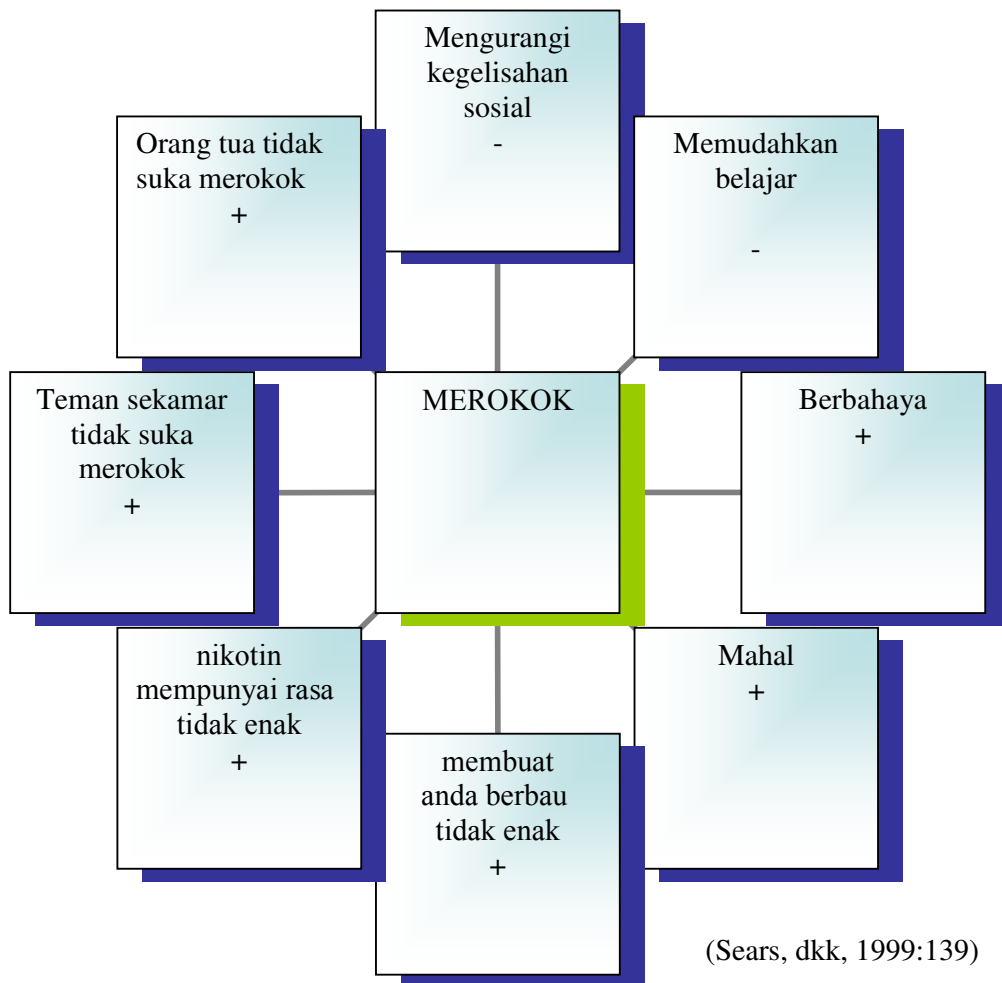 Mengurangi
kegelisahan
sosial
-
Orang tua tidak
suka merokok
+
Memudahkan
belajar
-
Teman sekamar
tidak suka
merokok
+
MEROKOK
Berbahaya
+
nikotin
mempunyai rasa
tidak enak
+
Mahal
+
membuat
anda berbau
tidak enak
+
(Sears, dkk, 1999:139)